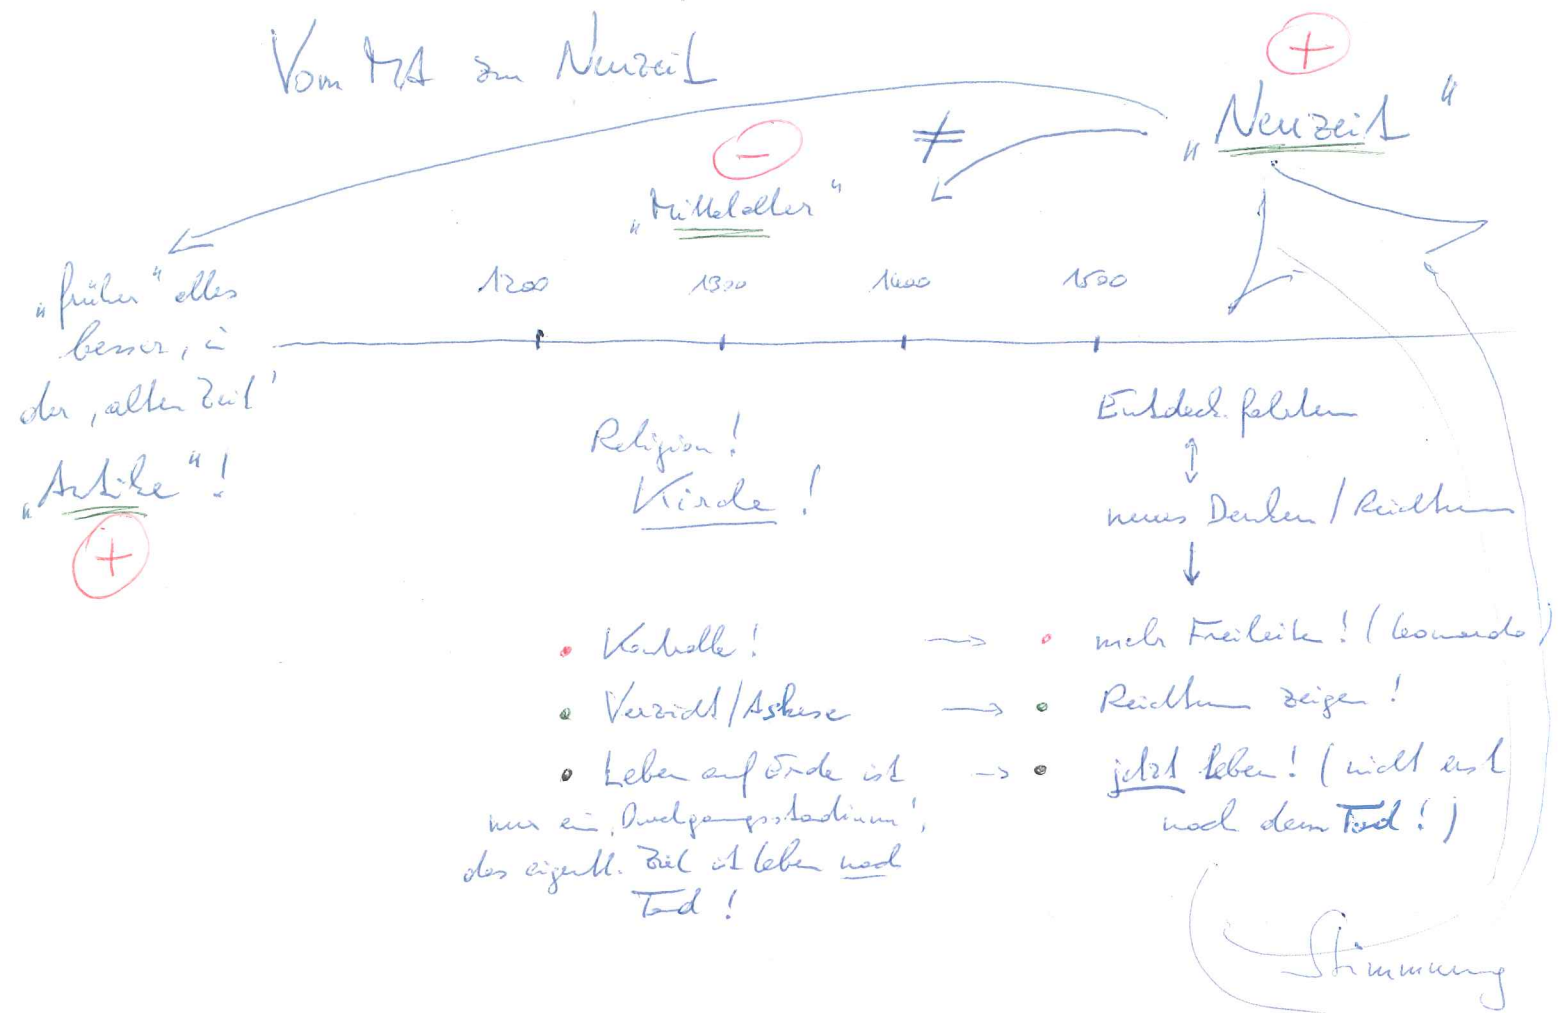 Vom MA zur Neuzeit
+
„Neuzeit“
≠
−
„Mittelalter“
„früher“ alles
besser, in
der ‚alten Zeit‘
„Antike“!
+
1200 1300 1400 1500
Religion!
Kirche!
Entdeck. fahrten
neues Denken / Reichtum
• Kontrolle! → • mehr Freiheiten! (Leonardo)
• Verzicht / Askese → • Reichtum zeigen!
• Leben auf Erde ist → • jetzt leben! (nicht erst
nur ein ‚Durchgangsstadium‘,
nach dem Tod!)
das eigentl. Ziel ist Leben nach
Tod!
Stimmung